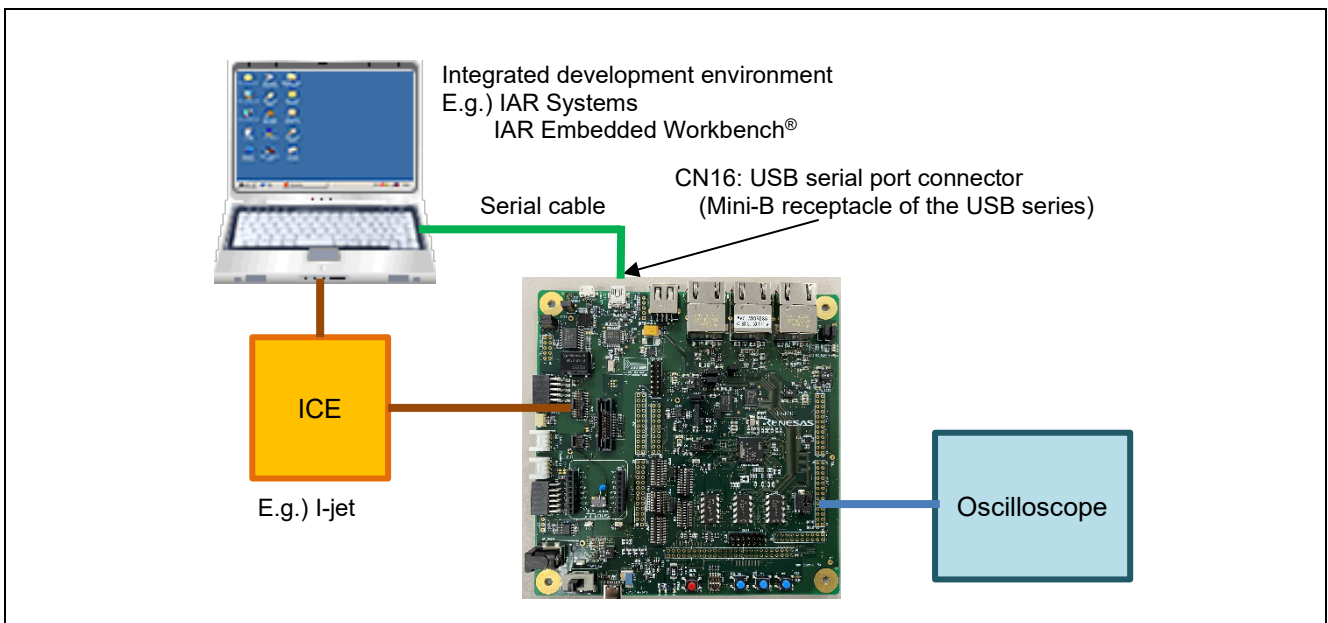 Integrated development environment
E.g.) IAR Systems
IAR Embedded Workbench®
CN16: USB serial port connector
(Mini-B receptacle of the USB series)
Serial cable
ICE
RENESAS
Oscilloscope
E.g.) I-jet